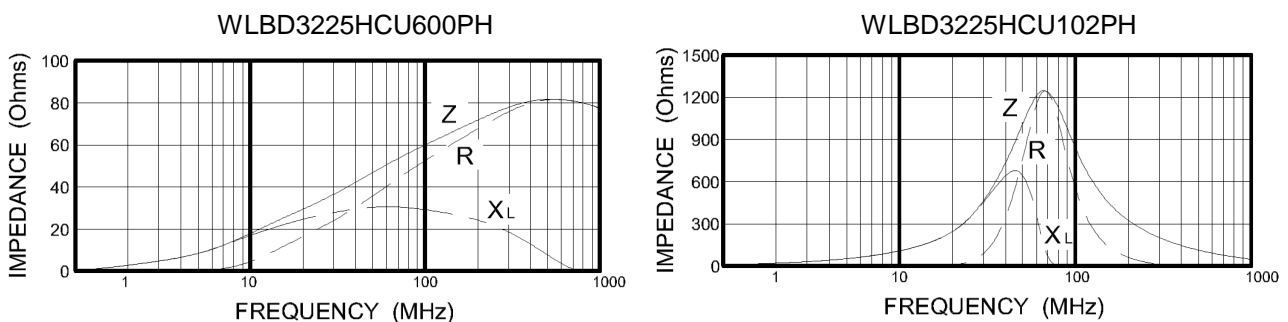 WLBD3225HCU600PH
IMPEDANCE (Ohms)
100
80
60
40
20
0
Z
R
XL
1
10
100
1000
FREQUENCY (MHz)
WLBD3225HCU102PH
IMPEDANCE (Ohms)
1500
1200
900
600
300
0
Z
R
XL
1
10
100
1000
FREQUENCY (MHz)